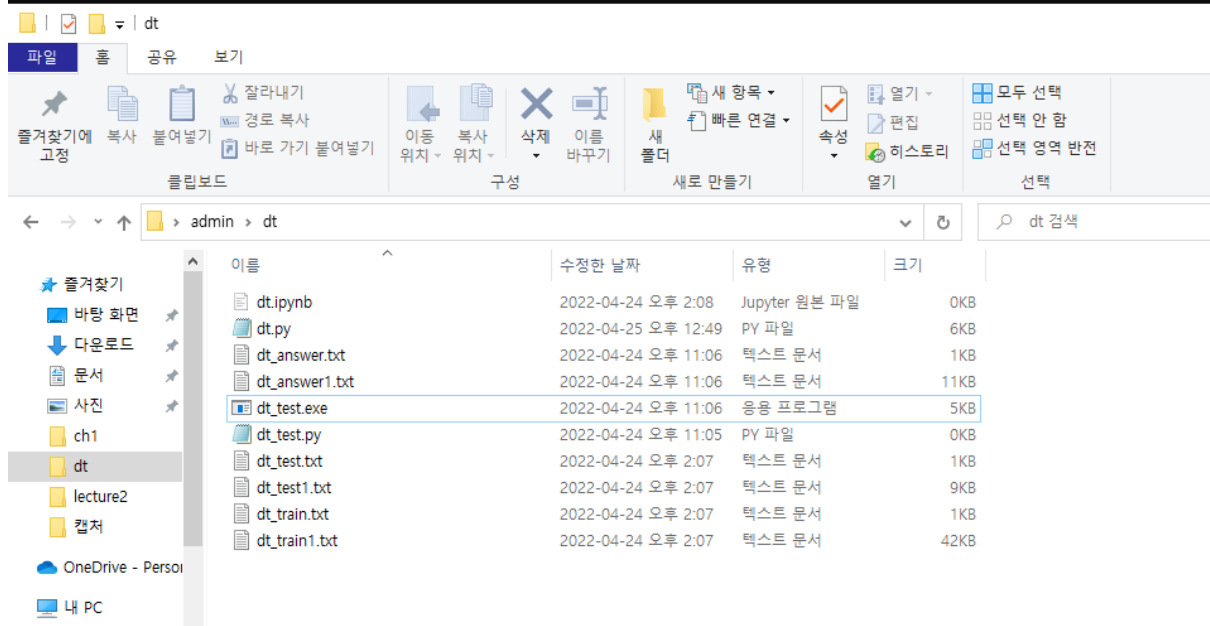 dt
파일 홈 공유 보기
즐겨찾기에 고정
복사
붙여넣기
잘라내기
경로 복사
바로 가기 붙여넣기
클립보드
이동 위치
복사 위치
삭제
이름 바꾸기
구성
새 폴더
새 항목
빠른 연결
새로 만들기
속성
열기
편집
히스토리
열기
모두 선택
선택 안 함
선택 영역 반전
선택
admin > dt
dt 검색
즐겨찾기
바탕 화면
다운로드
문서
사진
ch1
dt
lecture2
캡처
OneDrive - Person
내 PC
이름 수정한 날짜 유형 크기
dt.ipynb 2022-04-24 오후 2:08 Jupyter 원본 파일 0KB
dt.py 2022-04-25 오후 12:49 PY 파일 6KB
dt_answer.txt 2022-04-24 오후 11:06 텍스트 문서 1KB
dt_answer1.txt 2022-04-24 오후 11:06 텍스트 문서 11KB
dt_test.exe 2022-04-24 오후 11:06 응용 프로그램 5KB
dt_test.py 2022-04-24 오후 11:05 PY 파일 0KB
dt_test.txt 2022-04-24 오후 2:07 텍스트 문서 1KB
dt_test1.txt 2022-04-24 오후 2:07 텍스트 문서 9KB
dt_train.txt 2022-04-24 오후 2:07 텍스트 문서 1KB
dt_train1.txt 2022-04-24 오후 2:07 텍스트 문서 42KB